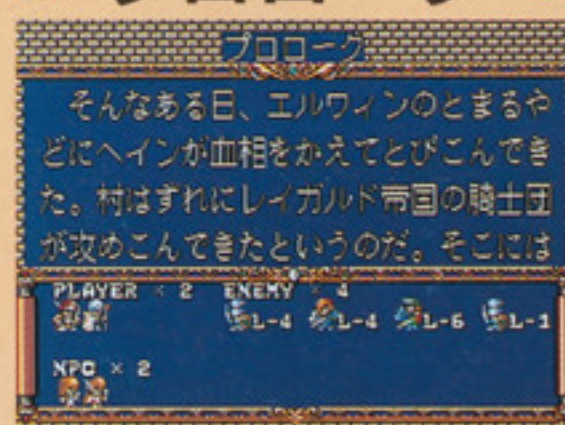 プロローグ
そんなある日、エルウィンのとまるや
どにヘインが血相をかえてとびこんでき
た。村はずれにレイガルド帝国の騎士団
が攻めこんできたというのだ。そこには
PLAYER × 2 ENEMY × 4
L-4 L-4 L-6 L-1
NPC × 2